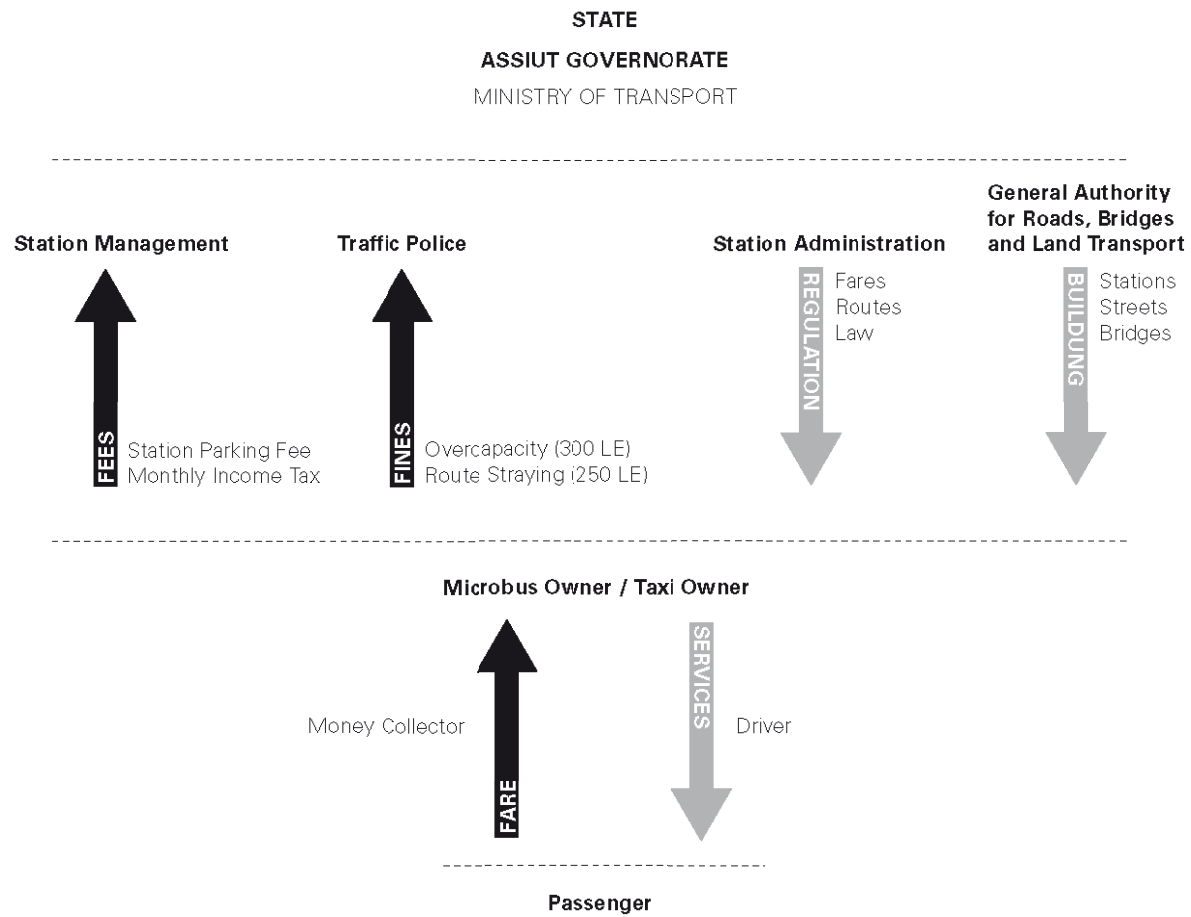 STATE
ASSIUT GOVERNORATE
MINISTRY OF TRANSPORT
Station Management
Traffic Police
Station Administration
General Authority
for Roads, Bridges
and Land Transport
FEES
Station Parking Fee
Monthly Income Tax
FINES
Overcapacity (300 LE)
Route Straying (250 LE)
REGULATION
Fares
Routes
Law
BUILDUNG
Stations
Streets
Bridges
Microbus Owner / Taxi Owner
Money Collector
FARE
SERVICES
Driver
Passenger